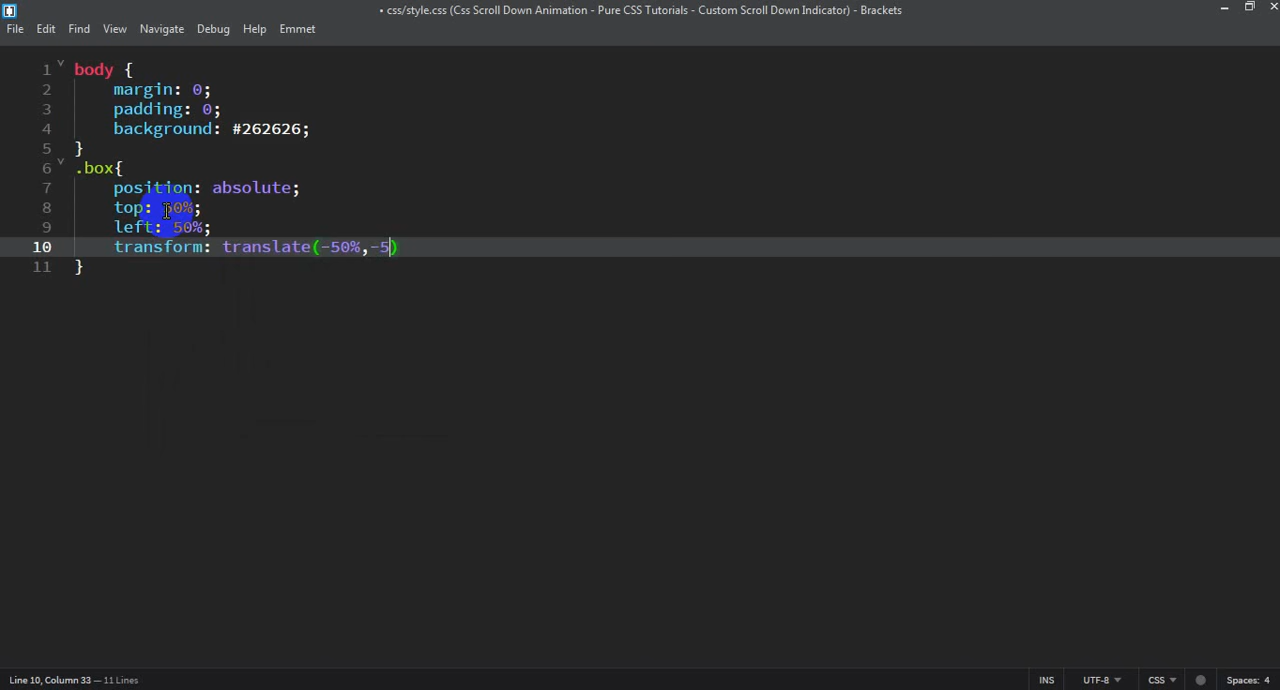 • css/style.css (Css Scroll Down Animation - Pure CSS Tutorials - Custom Scroll Down Indicator) - Brackets
File Edit Find View Navigate Debug Help Emmet
1 body {
2 margin: 0;
3 padding: 0;
4 background: #262626;
5 }
6 .box{
7 position: absolute;
8 top: 50%;
9 left: 50%;
10 transform: translate(-50%,-5)
11 }
Line 10, Column 33 — 11 Lines
INS UTF-8 CSS Spaces: 4